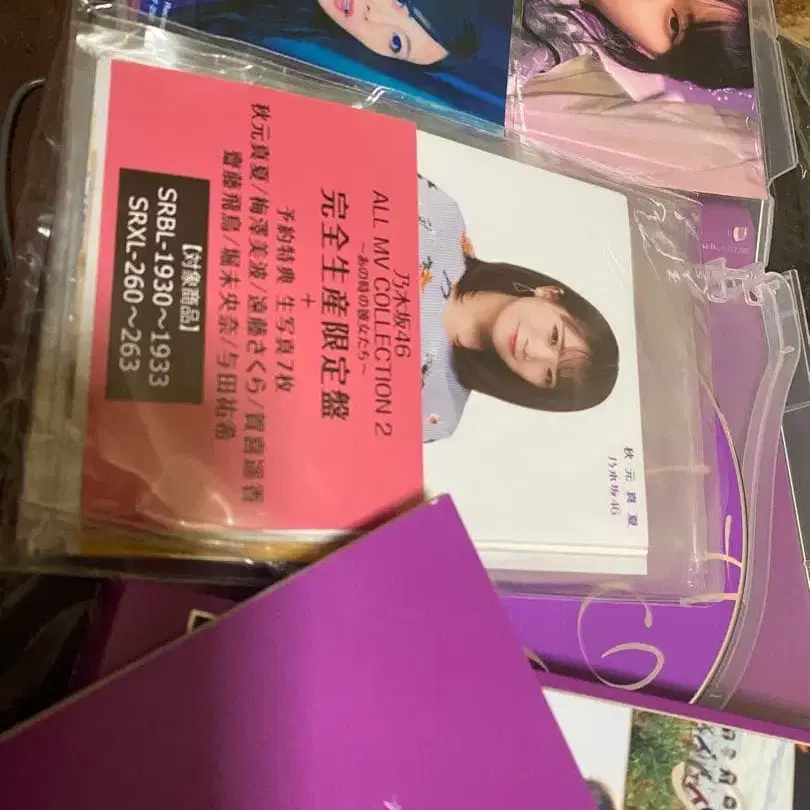 乃木坂46
ALL MV COLLECTION 2
～あの時の彼女たち～
完全生産限定盤
+
予約特典 生写真7枚
秋元真夏/梅澤美波/遠藤さくら/賀喜遥香
齋藤飛鳥/堀未央奈/与田祐希
【対象商品】
SRBL-1930～1933
SRXL-260～263
秋元真夏
乃木坂46